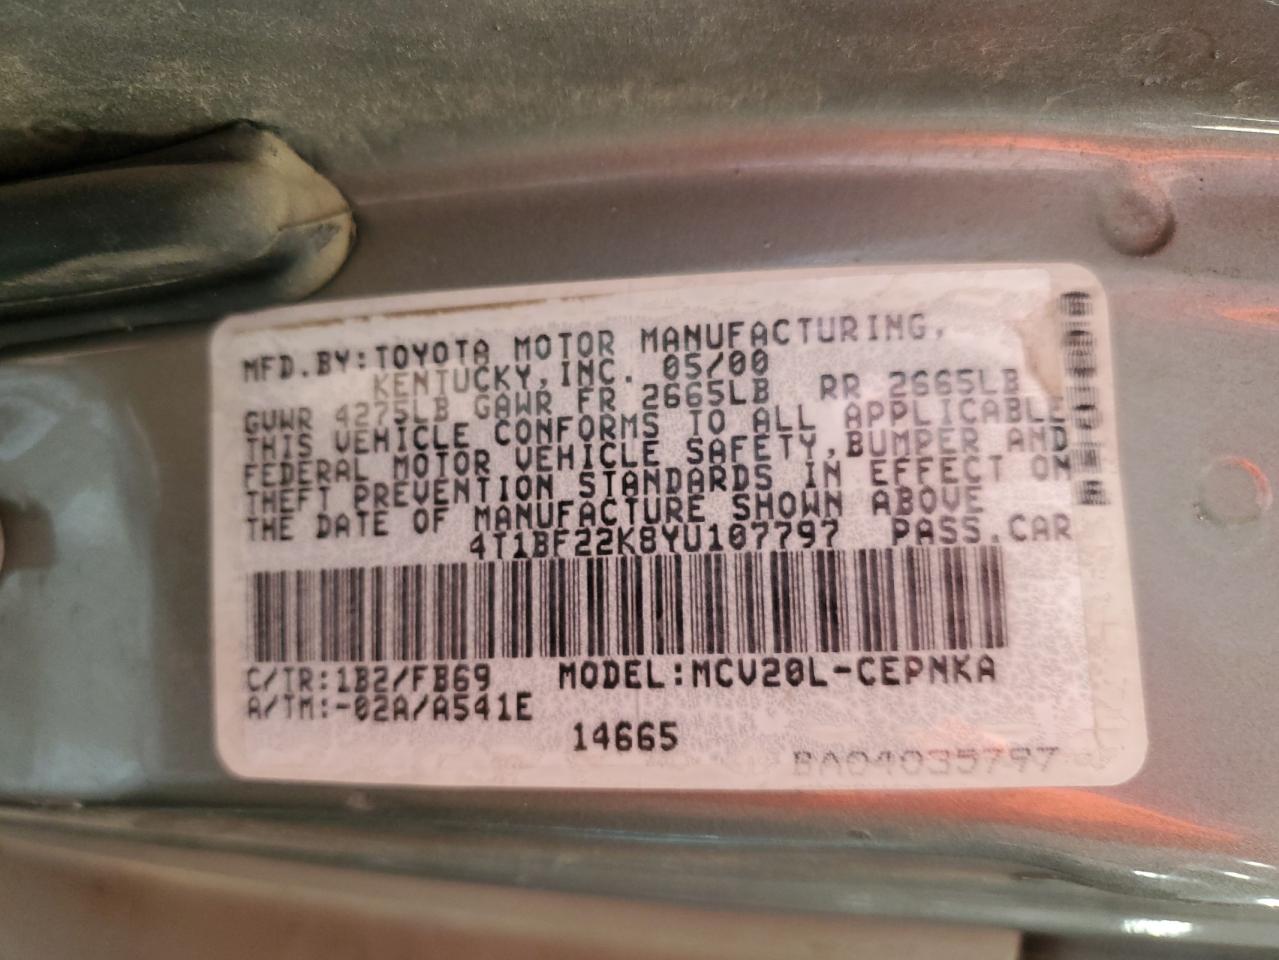 MFD.BY:TOYOTA MOTOR MANUFACTURING,
KENTUCKY,INC. 05/00
GVWR 4275LB GAWR FR 2665LB RR 2665LB
THIS VEHICLE CONFORMS TO ALL APPLICABLE
FEDERAL MOTOR VEHICLE SAFETY,BUMPER AND
THEFT PREVENTION STANDARDS IN EFFECT ON
THE DATE OF MANUFACTURE SHOWN ABOVE
4T1BF22K8YU107797 PASS.CAR
C/TR:1B2/FB69 MODEL:MCV20L-CEPNKA
A/TM:-02A/A541E
14665
BA04035797